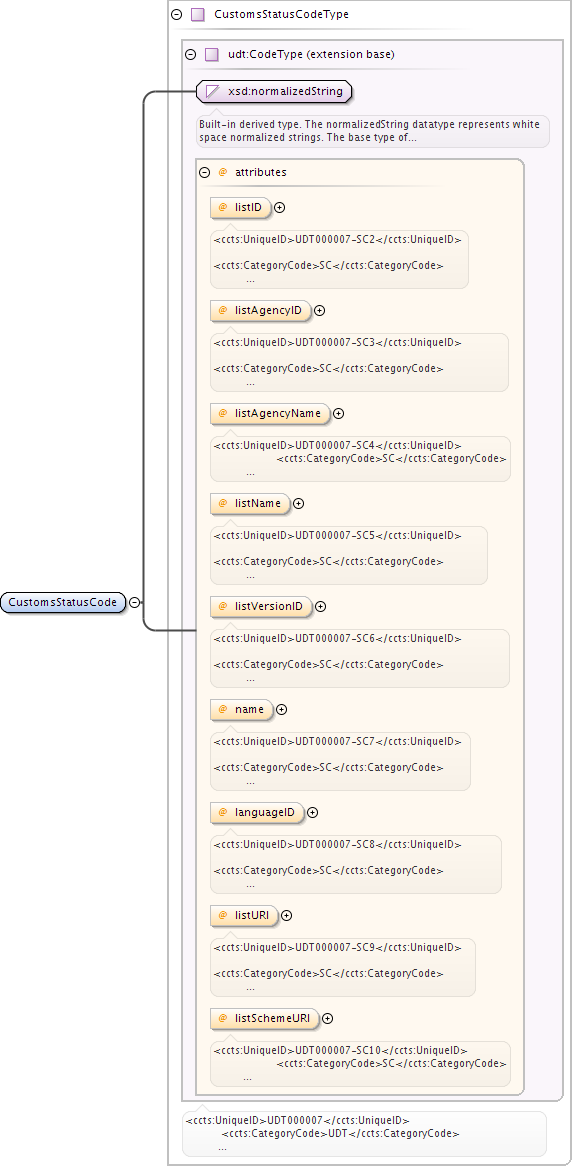 CustomsStatusCodeType
udt:CodeType (extension base)
xsd:normalizedString
Built-in derived type. The normalizedString datatype represents white
space normalized strings. The base type of...
@ attributes
@ listID
<ccts:UniqueID>UDT000007-SC2</ccts:UniqueID>
<ccts:CategoryCode>SC</ccts:CategoryCode>
...
@ listAgencyID
<ccts:UniqueID>UDT000007-SC3</ccts:UniqueID>
<ccts:CategoryCode>SC</ccts:CategoryCode>
...
@ listAgencyName
<ccts:UniqueID>UDT000007-SC4</ccts:UniqueID>
<ccts:CategoryCode>SC</ccts:CategoryCode>
...
@ listName
<ccts:UniqueID>UDT000007-SC5</ccts:UniqueID>
<ccts:CategoryCode>SC</ccts:CategoryCode>
...
CustomsStatusCode
@ listVersionID
<ccts:UniqueID>UDT000007-SC6</ccts:UniqueID>
<ccts:CategoryCode>SC</ccts:CategoryCode>
...
@ name
<ccts:UniqueID>UDT000007-SC7</ccts:UniqueID>
<ccts:CategoryCode>SC</ccts:CategoryCode>
...
@ languageID
<ccts:UniqueID>UDT000007-SC8</ccts:UniqueID>
<ccts:CategoryCode>SC</ccts:CategoryCode>
...
@ listURI
<ccts:UniqueID>UDT000007-SC9</ccts:UniqueID>
<ccts:CategoryCode>SC</ccts:CategoryCode>
...
@ listSchemeURI
<ccts:UniqueID>UDT000007-SC10</ccts:UniqueID>
<ccts:CategoryCode>SC</ccts:CategoryCode>
...
<ccts:UniqueID>UDT000007</ccts:UniqueID>
<ccts:CategoryCode>UDT</ccts:CategoryCode>
...